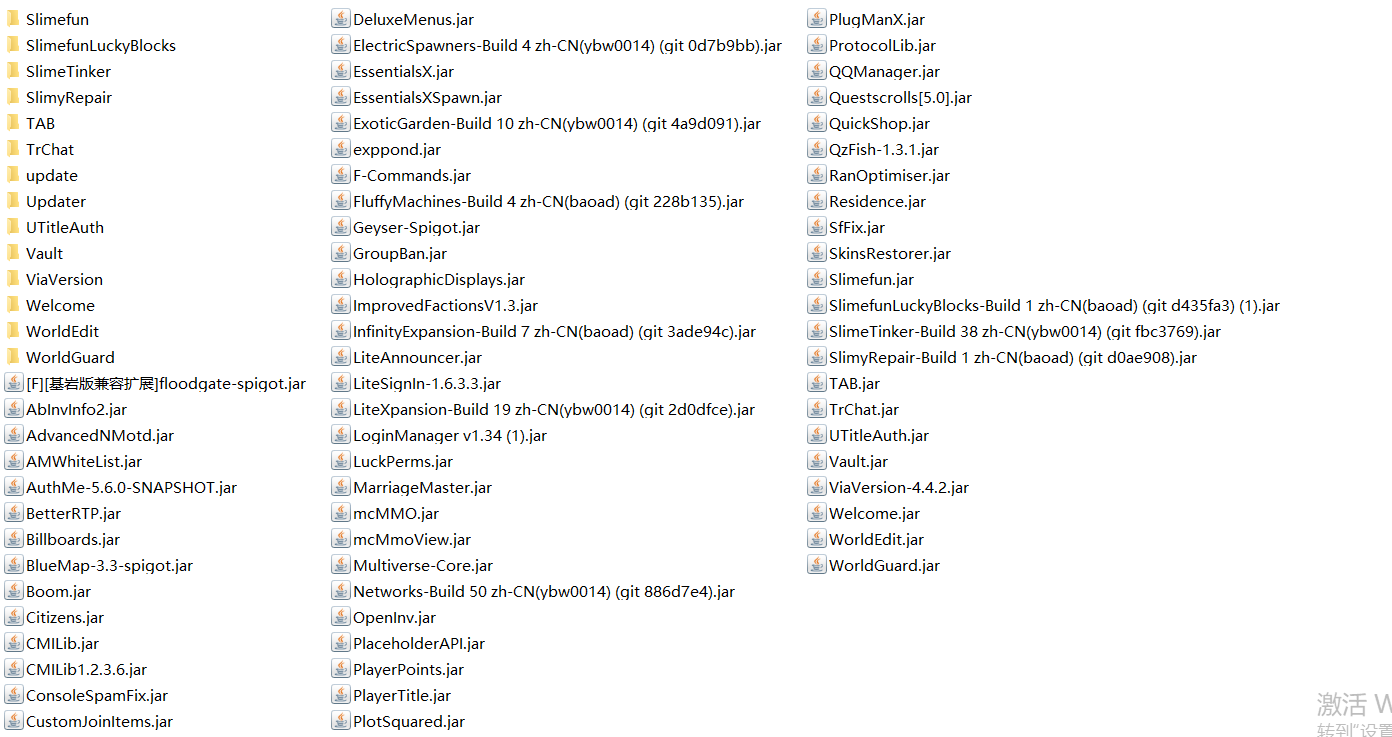 Slimefun
SlimefunLuckyBlocks
SlimeTinker
SlimyRepair
TAB
TrChat
update
Updater
UTitleAuth
Vault
ViaVersion
Welcome
WorldEdit
WorldGuard
[F][基岩版兼容扩展]floodgate-spigot.jar
AbInvInfo2.jar
AdvancedNMotd.jar
AMWhiteList.jar
AuthMe-5.6.0-SNAPSHOT.jar
BetterRTP.jar
Billboards.jar
BlueMap-3.3-spigot.jar
Boom.jar
Citizens.jar
CMILib.jar
CMILib1.2.3.6.jar
ConsoleSpamFix.jar
CustomJoinItems.jar
DeluxeMenus.jar
ElectricSpawners-Build 4 zh-CN(ybw0014) (git 0d7b9bb).jar
EssentialsX.jar
EssentialsXSpawn.jar
ExoticGarden-Build 10 zh-CN(ybw0014) (git 4a9d091).jar
exppond.jar
F-Commands.jar
FluffyMachines-Build 4 zh-CN(baoad) (git 228b135).jar
Geyser-Spigot.jar
GroupBan.jar
HolographicDisplays.jar
ImprovedFactionsV1.3.jar
InfinityExpansion-Build 7 zh-CN(baoad) (git 3ade94c).jar
LiteAnnouncer.jar
LiteSignIn-1.6.3.3.jar
LiteXpansion-Build 19 zh-CN(ybw0014) (git 2d0dfce).jar
LoginManager v1.34 (1).jar
LuckPerms.jar
MarriageMaster.jar
mcMMO.jar
mcMmoView.jar
Multiverse-Core.jar
Networks-Build 50 zh-CN(ybw0014) (git 886d7e4).jar
OpenInv.jar
PlaceholderAPI.jar
PlayerPoints.jar
PlayerTitle.jar
PlotSquared.jar
PlugManX.jar
ProtocolLib.jar
QQManager.jar
Questscrolls[5.0].jar
QuickShop.jar
QzFish-1.3.1.jar
RanOptimiser.jar
Residence.jar
SfFix.jar
SkinsRestorer.jar
Slimefun.jar
SlimefunLuckyBlocks-Build 1 zh-CN(baoad) (git d435fa3) (1).jar
SlimeTinker-Build 38 zh-CN(ybw0014) (git fbc3769).jar
SlimyRepair-Build 1 zh-CN(baoad) (git d0ae908).jar
TAB.jar
TrChat.jar
UTitleAuth.jar
Vault.jar
ViaVersion-4.4.2.jar
Welcome.jar
WorldEdit.jar
WorldGuard.jar
激活 W
转到"设置